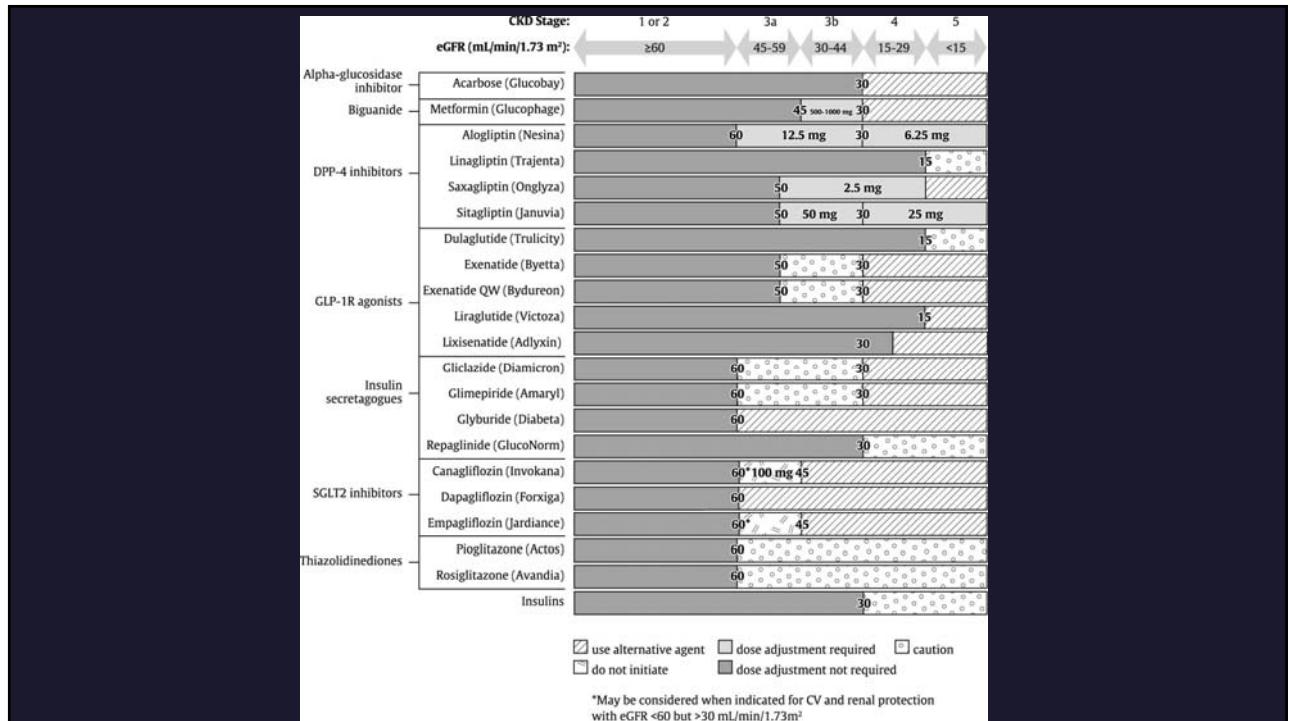 CKD Stage: 1 or 2 3a 3b 4 5
eGFR (mL/min/1.73 m²): ≥60 45-59 30-44 15-29 <15
Alpha-glucosidase
inhibitor
Acarbose (Glucobay) 30
Biguanide Metformin (Glucophage) 45 500-1000 mg 30
DPP-4 inhibitors
Alogliptin (Nesina) 60 12.5 mg 30 6.25 mg
Linagliptin (Trajenta) 15
Saxagliptin (Onglyza) 50 2.5 mg
Sitagliptin (Januvia) 50 50 mg 30 25 mg
GLP-1R agonists
Dulaglutide (Trulicity) 15
Exenatide (Byetta) 50 30
Exenatide QW (Bydureon) 50 30
Liraglutide (Victoza) 15
Lixisenatide (Adlyxin) 30
Insulin
secretagogues
Gliclazide (Diamicron) 60 30
Glimepiride (Amaryl) 60 30
Glyburide (Diabeta) 60
Repaglinide (GlucoNorm) 30
SGLT2 inhibitors
Canagliflozin (Invokana) 60* 100 mg 45
Dapagliflozin (Forxiga) 60
Empagliflozin (Jardiance) 60* 45
Thiazolidinediones
Pioglitazone (Actos) 60
Rosiglitazone (Avandia) 60
Insulins 30
use alternative agent dose adjustment required caution
do not initiate dose adjustment not required
*May be considered when indicated for CV and renal protection
with eGFR <60 but >30 mL/min/1.73m²